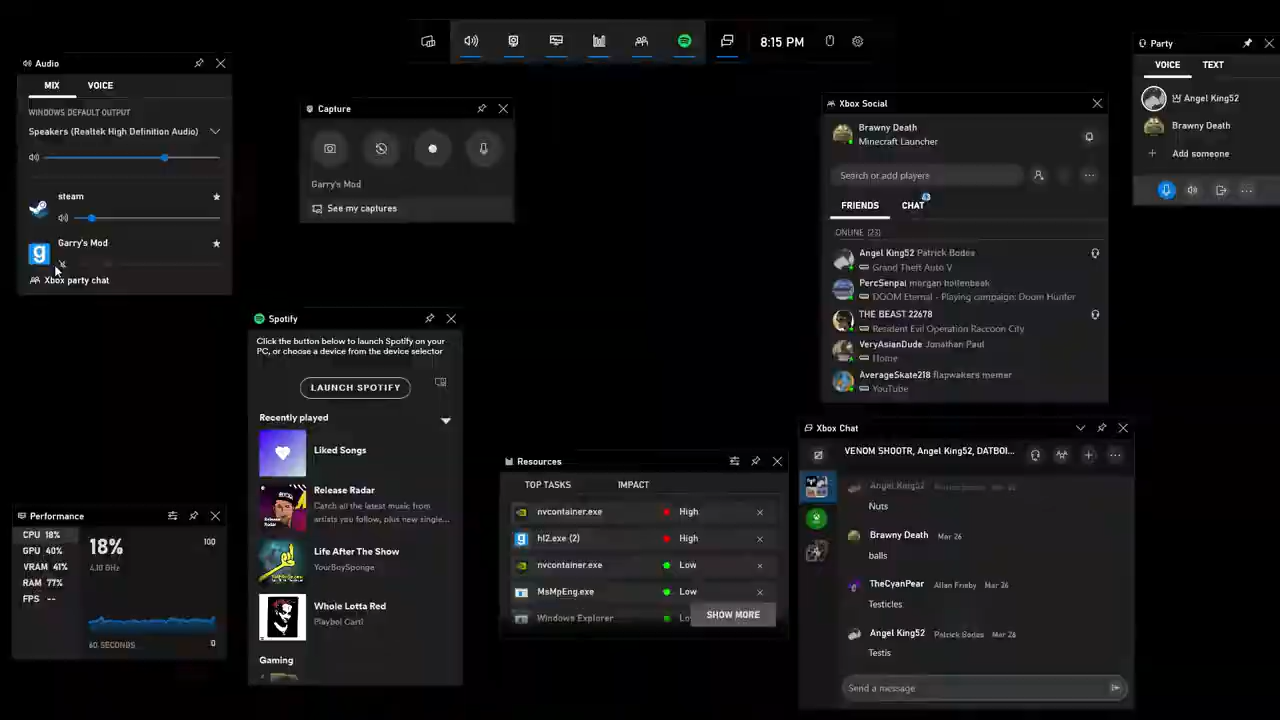 8:15 PM
Audio
MIX
VOICE
WINDOWS DEFAULT OUTPUT
Speakers (Realtek High Definition Audio)
steam
Garry's Mod
Xbox party chat
Capture
Garry's Mod
See my captures
Xbox Social
Brawny Death
Minecraft Launcher
Search or add players
FRIENDS
CHAT
ONLINE (23)
Angel King52 Patrick Bodas
Grand Theft Auto V
PercSenpai morgan hollenbeak
DOOM Eternal - Playing campaign: Doom Hunter
THE BEAST 22678
Resident Evil Operation Raccoon City
VeryAsianDude Jonathan Paul
Home
AverageSkate218 flapwakers memer
YouTube
Party
VOICE
TEXT
Angel King52
Brawny Death
Add someone
Spotify
Click the button below to launch Spotify on your
PC, or choose a device from the device selector
LAUNCH SPOTIFY
Recently played
Liked Songs
Release Radar
Catch all the latest music from
artists you follow, plus new single...
Life After The Show
YourBoySponge
Whole Lotta Red
Playboi Carti
Gaming
Performance
CPU 18%
GPU 40%
VRAM 41%
RAM 77%
FPS --
18%
100
4.10 GHz
60 SECONDS
0
Resources
TOP TASKS
IMPACT
nvcontainer.exe
High
hl2.exe (2)
High
nvcontainer.exe
Low
MsMpEng.exe
Low
Windows Explorer
Lo
SHOW MORE
Xbox Chat
VENOM SHOOTR, Angel King52, DATBOI...
Angel King52
Nuts
Brawny Death Mar 26
balls
TheCyanPear Allan Frieby Mar 26
Testicles
Angel King52 Patrick Bodas Mar 26
Testis
Send a message